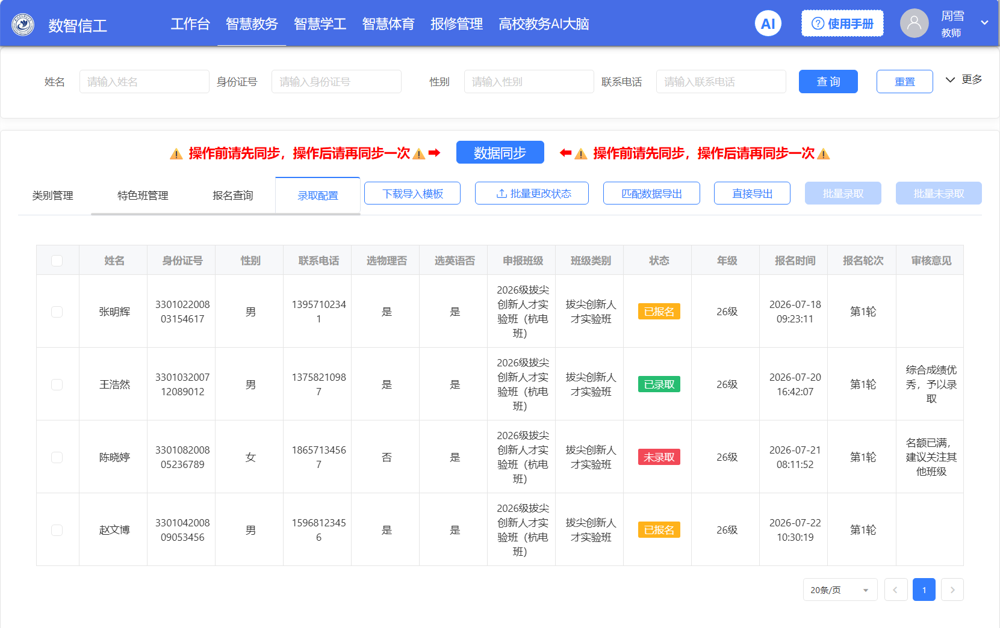 数智信工 工作台 智慧教务 智慧学工 智慧体育 报修管理 高校教务AI大脑 AI 使用手册 周雪
教师
姓名 请输入姓名 身份证号 请输入身份证号 性别 请输入性别 联系电话 请输入联系电话 查询 重置 更多
操作前请先同步，操作后请再同步一次 数据同步 操作前请先同步，操作后请再同步一次
类别管理 特色班管理 报名查询 录取配置 下载导入模板 批量更改状态 匹配数据导出 直接导出 批量录取 批量未录取
姓名 身份证号 性别 联系电话 选物理否 选英语否 申报班级 班级类别 状态 年级 报名时间 报名轮次 审核意见
张明辉 330102200803154617 男 13957102341 是 是 2026级拔尖创新人才实验班（杭电班） 拔尖创新人才实验班 已报名 26级 2026-07-18 09:23:11 第1轮
王浩然 330103200712089012 男 13758210987 是 是 2026级拔尖创新人才实验班（杭电班） 拔尖创新人才实验班 已录取 26级 2026-07-20 16:42:07 第1轮 综合成绩优秀，予以录取
陈晓婷 330108200805236789 女 18657134567 否 是 2026级拔尖创新人才实验班（杭电班） 拔尖创新人才实验班 未录取 26级 2026-07-21 08:11:52 第1轮 名额已满，建议关注其他班级
赵文博 330104200809053456 男 15968123456 是 是 2026级拔尖创新人才实验班（杭电班） 拔尖创新人才实验班 已报名 26级 2026-07-22 10:30:19 第1轮
20条/页 1